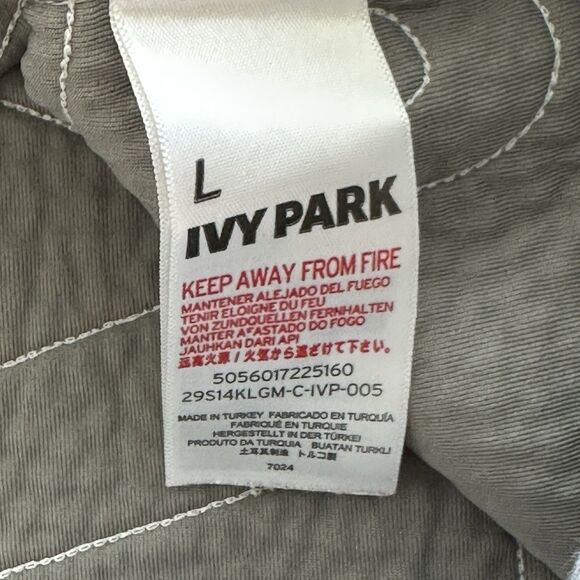 L
IVY PARK
KEEP AWAY FROM FIRE
MANTENER ALEJADO DEL FUEGO
TENIR ELOIGNE DU FEU
VON ZUNDQUELLEN FERNHALTEN
MANTER AFASTADO DO FOGO
JAUHKAN DARI API
远离火源 / 火気から遠ざけて下さい。
5056017225160
29S14KLGM-C-IVP-005
MADE IN TURKEY FABRICADO EN TURQUÍA
FABRIQUÉ EN TURQUIE
HERGESTELLT IN DER TÜRKEI
PRODUTO DA TURQUIA BUATAN TURKI
土耳其制造 トルコ製
7024